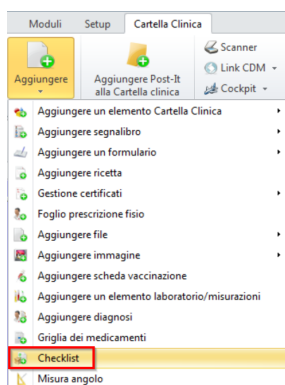 Moduli Setup Cartella Clinica
Aggiungere
Aggiungere Post-It
alla Cartella clinica
Scanner
Link CDM
Cockpit
Aggiungere un elemento Cartella Clinica
Aggiungere segnalibro
Aggiungere un formulario
Aggiungere ricetta
Gestione certificati
Foglio prescrizione fisio
Aggiungere file
Aggiungere immagine
Aggiungere scheda vaccinazione
Aggiungere un elemento laboratorio/misurazioni
Aggiungere diagnosi
Griglia dei medicamenti
Checklist
Misura angolo